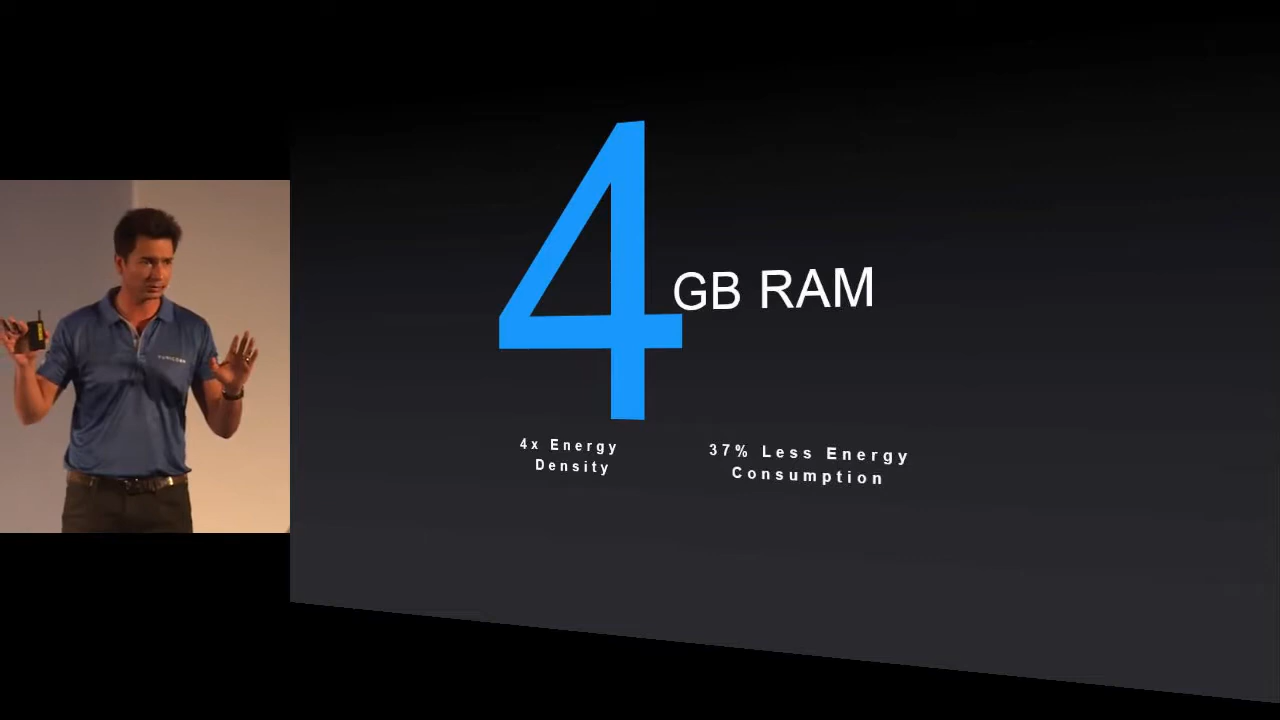 4
GB RAM
4x Energy
Density
37% Less Energy
Consumption